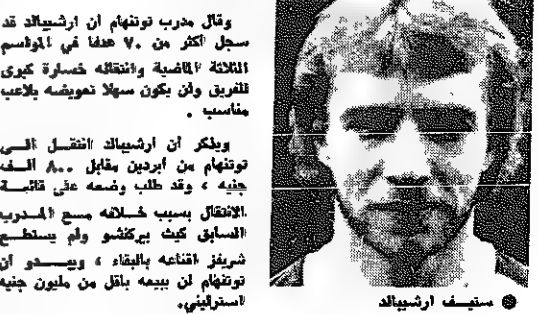 وقال مدرب توتنهام ان ارشيبالد قد
سجل اكثر من ٧٠ هدفا في المواسم
الثلاثة الماضية وانتقاله خسارة كبرى
للفريق ولن يكون سهلا تعويضه بلاعب
مناسب .
ويذكر ان ارشيبالد انتقل الى
توتنهام من ابردين مقابل ٨٠٠ الف
جنيه ، وقد طلب وضعه على قائمة
الانتقال بسبب خلافه مع المدرب
السابق كيث بيركنشو ولم يستطع
شريفز اقناعه بالبقاء ، ويبدو ان
توتنهام لن يبيعه باقل من مليون جنيه
استرليني.
ستيف ارشيبالد